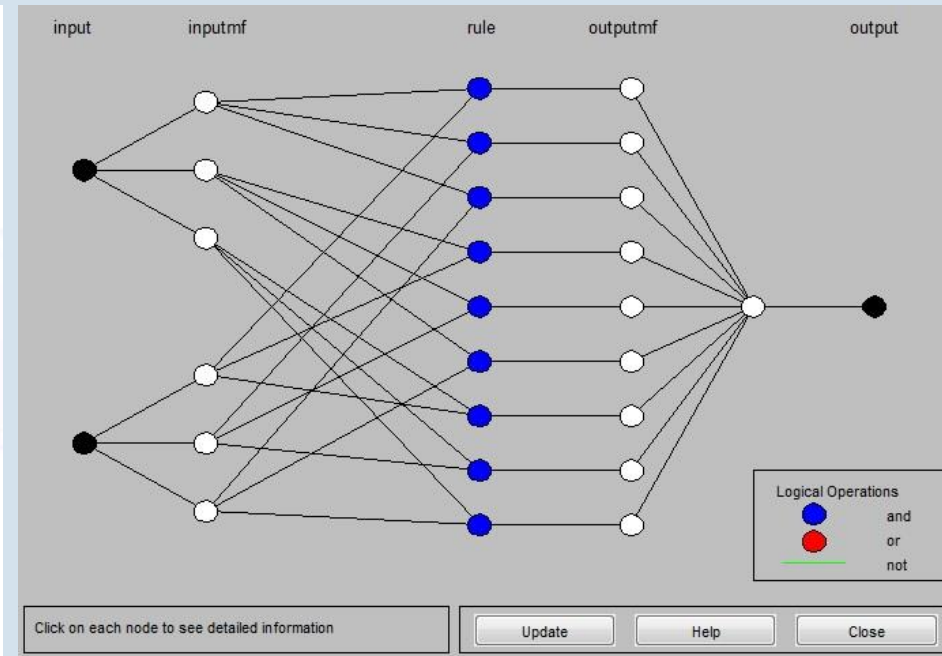 input inputmf rule outputmf output
Logical Operations
and
or
not
Click on each node to see detailed information
Update Help Close